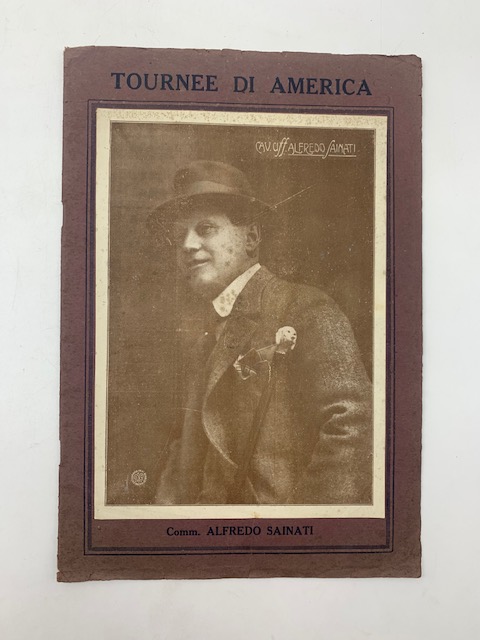 TOURNEE DI AMERICA
CAV. Uff. ALFREDO SAINATI
Comm. ALFREDO SAINATI